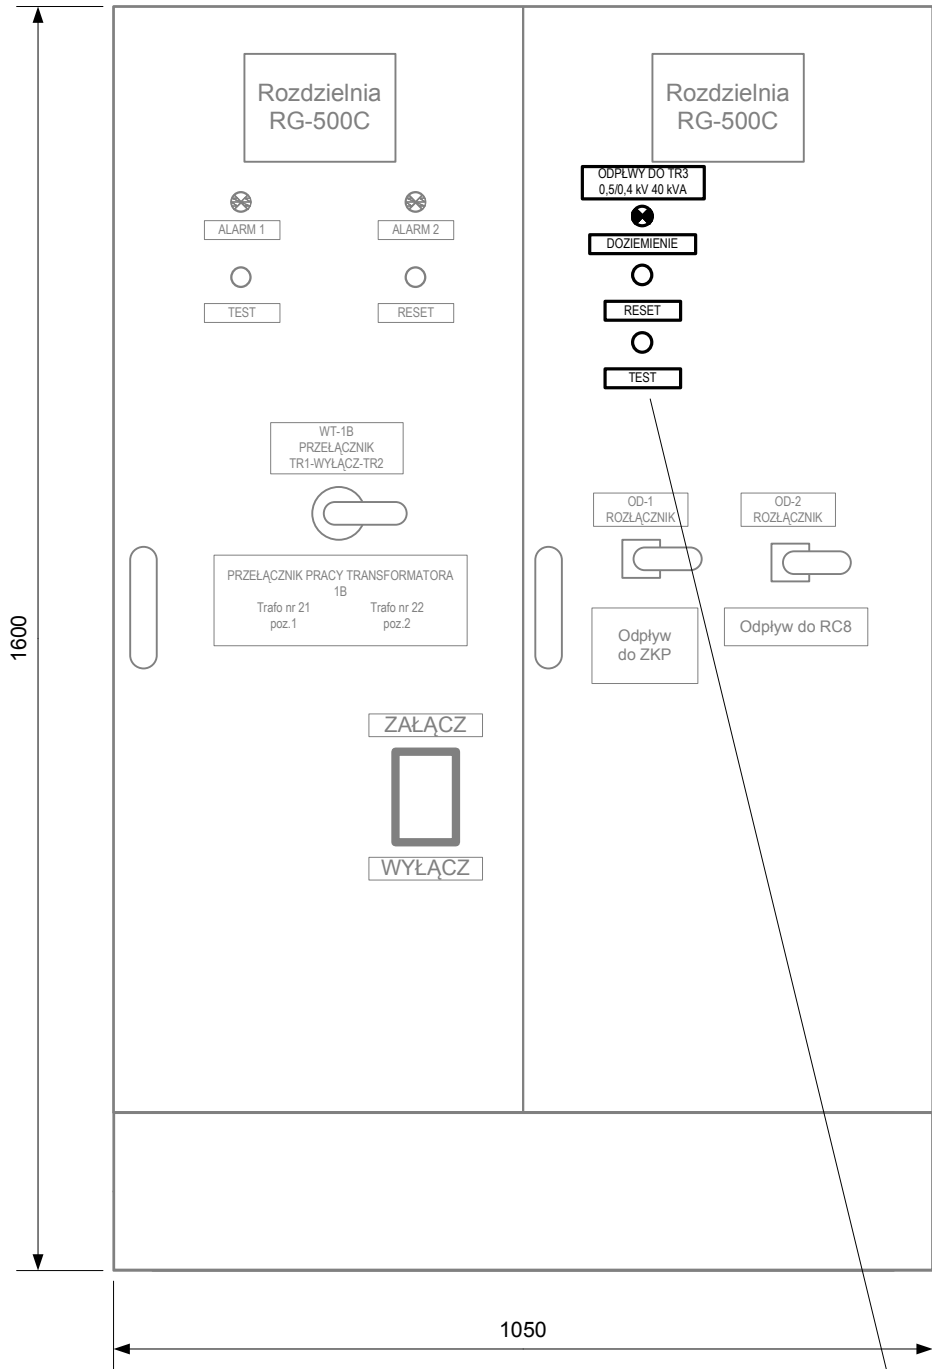 Rozdzielnia
RG-500C
ALARM 1
ALARM 2
TEST
RESET
WT-1B
PRZEŁĄCZNIK
TR1-WYŁĄCZ-TR2
PRZEŁĄCZNIK PRACY TRANSFORMATORA
1B
Trafo nr 21
poz.1
Trafo nr 22
poz.2
ZAŁĄCZ
WYŁĄCZ
Rozdzielnia
RG-500C
ODPŁWY DO TR3
0,5/0,4 kV 40 kVA
DOZIEMIENIE
RESET
TEST
OD-1
ROZŁĄCZNIK
OD-2
ROZŁĄCZNIK
Odpływ
do ZKP
Odpływ do RC8
1600
1050